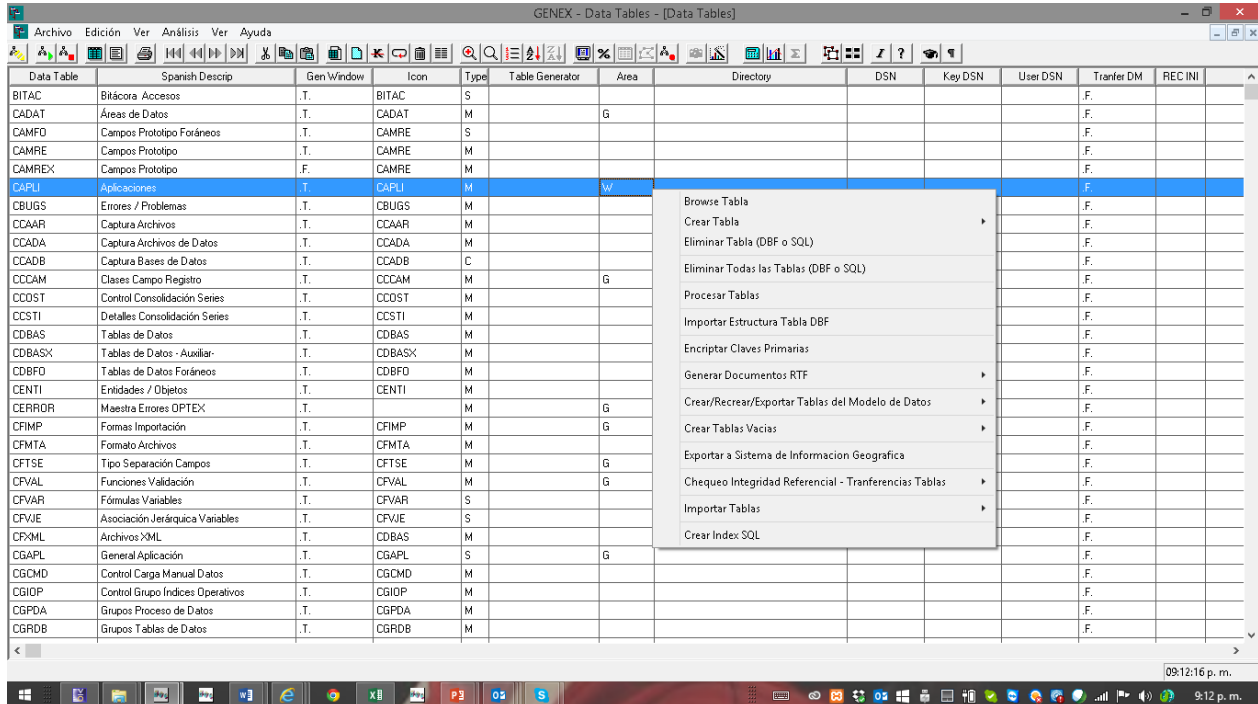 GENEX - Data Tables - [Data Tables]
Archivo Edición Ver Análisis Ver Ayuda
Data Table Spanish Descrip Gen Window Icon Type Table Generator Area Directory DSN Key DSN User DSN Tranfer DM REC INI
BITAC Bitácora Accesos .T. BITAC S .F.
CADAT Áreas de Datos .T. CADAT M G .F.
CAMFO Campos Prototipo Foráneos .T. CAMRE S .F.
CAMRE Campos Prototipo .T. CAMRE M .F.
CAMREX Campos Prototipo .F. CAMRE M .F.
CAPLI Aplicaciones .T. CAPLI M W .F.
CBUGS Errores / Problemas .T. CBUGS M .F.
CCAAR Captura Archivos .T. CCAAR M .F.
CCADA Captura Archivos de Datos .T. CCADA M .F.
CCADB Captura Bases de Datos .T. CCADB C .F.
CCCAM Clases Campo Registro .T. CCCAM M G .F.
CCOST Control Consolidación Series .T. CCOST M .F.
CCSTI Detalles Consolidación Series .T. CCSTI M .F.
CDBAS Tablas de Datos .T. CDBAS M .F.
CDBASX Tablas de Datos - Auxiliar- .T. CDBASX M .F.
CDBFO Tablas de Datos Foráneos .T. CDBFO M .F.
CENTI Entidades / Objetos .T. CENTI M .F.
CERROR Maestra Errores OPTEX .T. M G .F.
CFIMP Formas Importación .T. CFIMP M G .F.
CFMTA Formato Archivos .T. CFMTA M .F.
CFTSE Tipo Separación Campos .T. CFTSE M G .F.
CFVAL Funciones Validación .T. CFVAL M G .F.
CFVAR Fórmulas Variables .T. CFVAR S .F.
CFVJE Asociación Jerárquica Variables .T. CFVJE S .F.
CFXML Archivos XML .T. CDBAS M .F.
CGAPL General Aplicación .T. CGAPL S G .F.
CGCMD Control Carga Manual Datos .T. CGCMD M .F.
CGIOP Control Grupo Índices Operativos .T. CGIOP M .F.
CGPDA Grupos Proceso de Datos .T. CGPDA M .F.
CGRDB Grupos Tablas de Datos .T. CGRDB M .F.
Browse Tabla
Crear Tabla
Eliminar Tabla (DBF o SQL)
Eliminar Todas las Tablas (DBF o SQL)
Procesar Tablas
Importar Estructura Tabla DBF
Encriptar Claves Primarias
Generar Documentos RTF
Crear/Recrear/Exportar Tablas del Modelo de Datos
Crear Tablas Vacias
Exportar a Sistema de Informacion Geografica
Chequeo Integridad Referencial - Tranferencias Tablas
Importar Tablas
Crear Index SQL
09:12:16 p. m.
9:12 p. m.